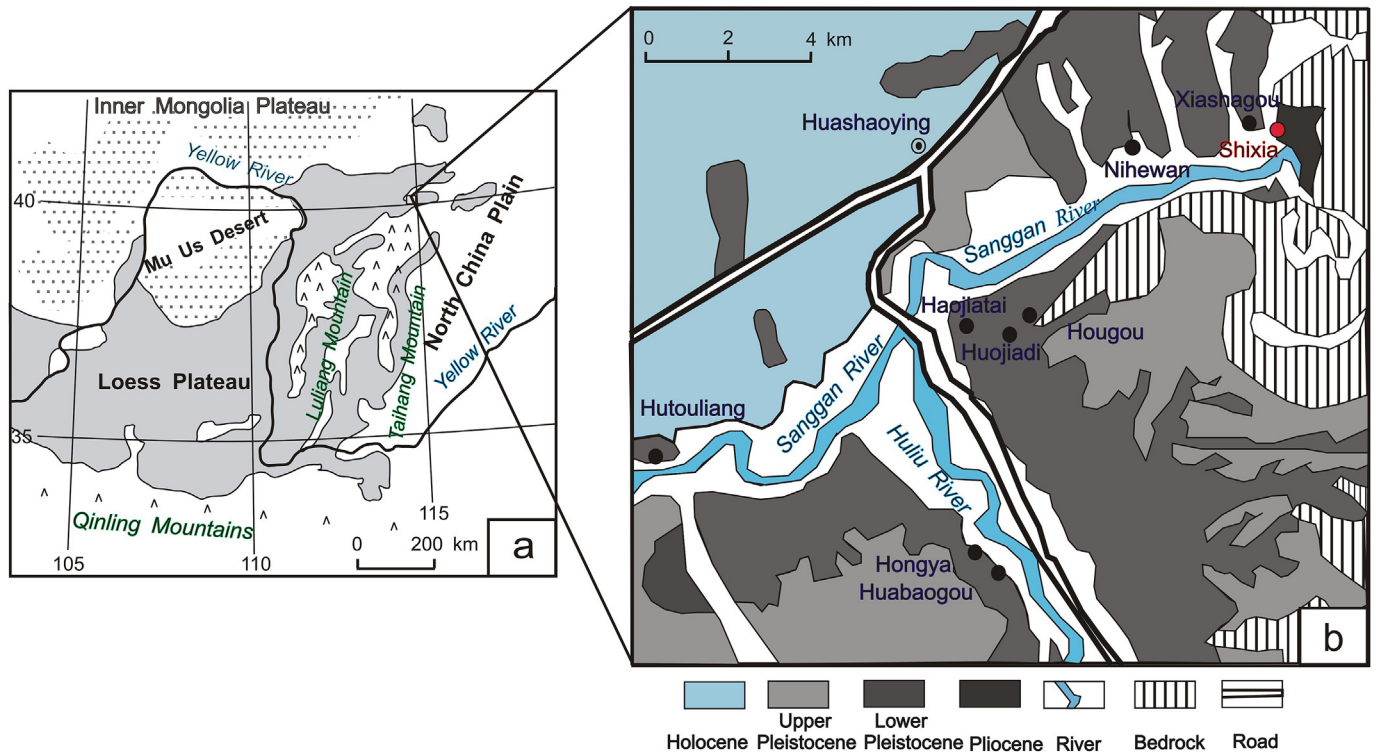 Inner Mongolia Plateau
Yellow River
40
Mu Us Desert
North China Plain
Luliang Mountain
Taihang Mountain
Yellow River
Loess Plateau
35
Qinling Mountains
115
0 200 km
105
110
a
0 2 4 km
Xiashagou
Huashaoying
Shixia
Nihewan
Sanggan River
Haojiatai
Hougou
Huojiadi
Sanggan River
Hutouliang
Huliu River
Hongya
Huabaogou
b
Holocene
Upper
Pleistocene
Lower
Pleistocene
Pliocene
River
Bedrock
Road